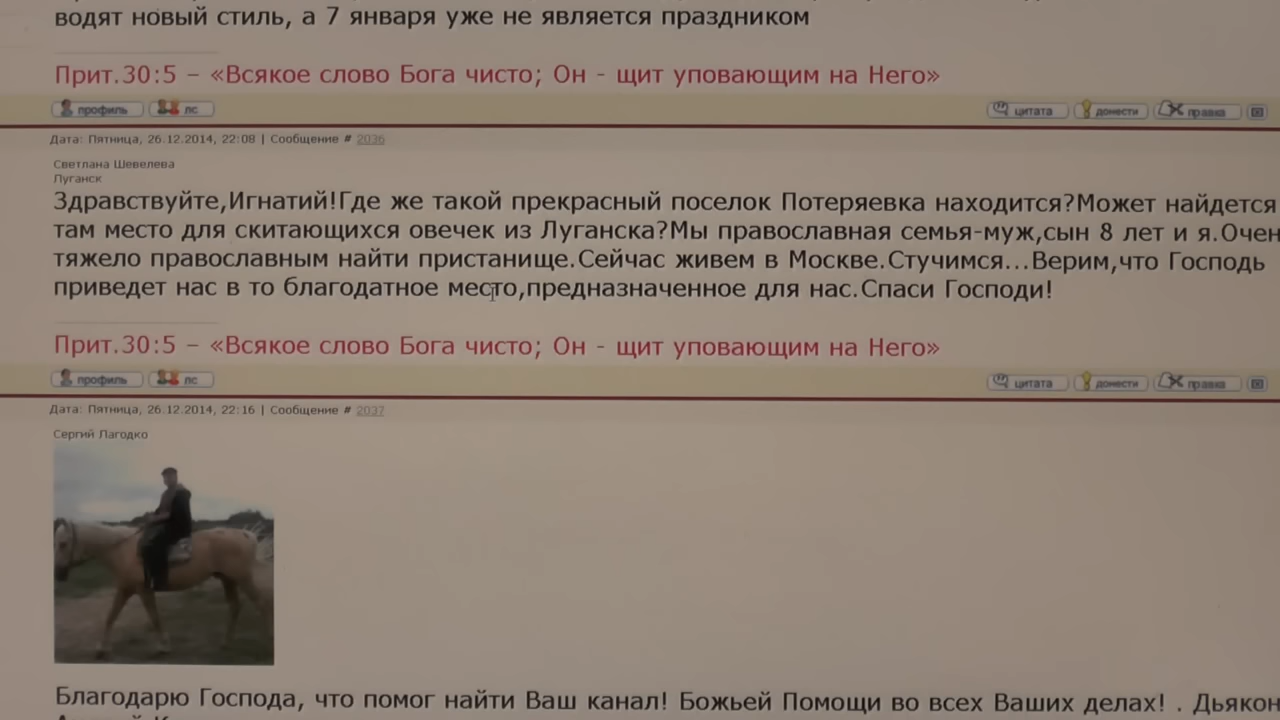 водят новый стиль, а 7 января уже не является праздником
Прит.30:5 – «Всякое слово Бога чисто; Он - щит уповающим на Него»
профиль лс цитата донести правка
Дата: Пятница, 26.12.2014, 22:08 | Сообщение # 2036
Светлана Шевелева
Луганск
Здравствуйте,Игнатий!Где же такой прекрасный поселок Потеряевка находится?Может найдется
там место для скитающихся овечек из Луганска?Мы православная семья-муж,сын 8 лет и я.Очен
тяжело православным найти пристанище.Сейчас живем в Москве.Стучимся...Верим,что Господь
приведет нас в то благодатное место,предназначенное для нас.Спаси Господи!
Прит.30:5 – «Всякое слово Бога чисто; Он - щит уповающим на Него»
профиль лс цитата донести правка
Дата: Пятница, 26.12.2014, 22:16 | Сообщение # 2037
Сергий Лагодко
Благодарю Господа, что помог найти Ваш канал! Божьей Помощи во всех Ваших делах! . Дьякон